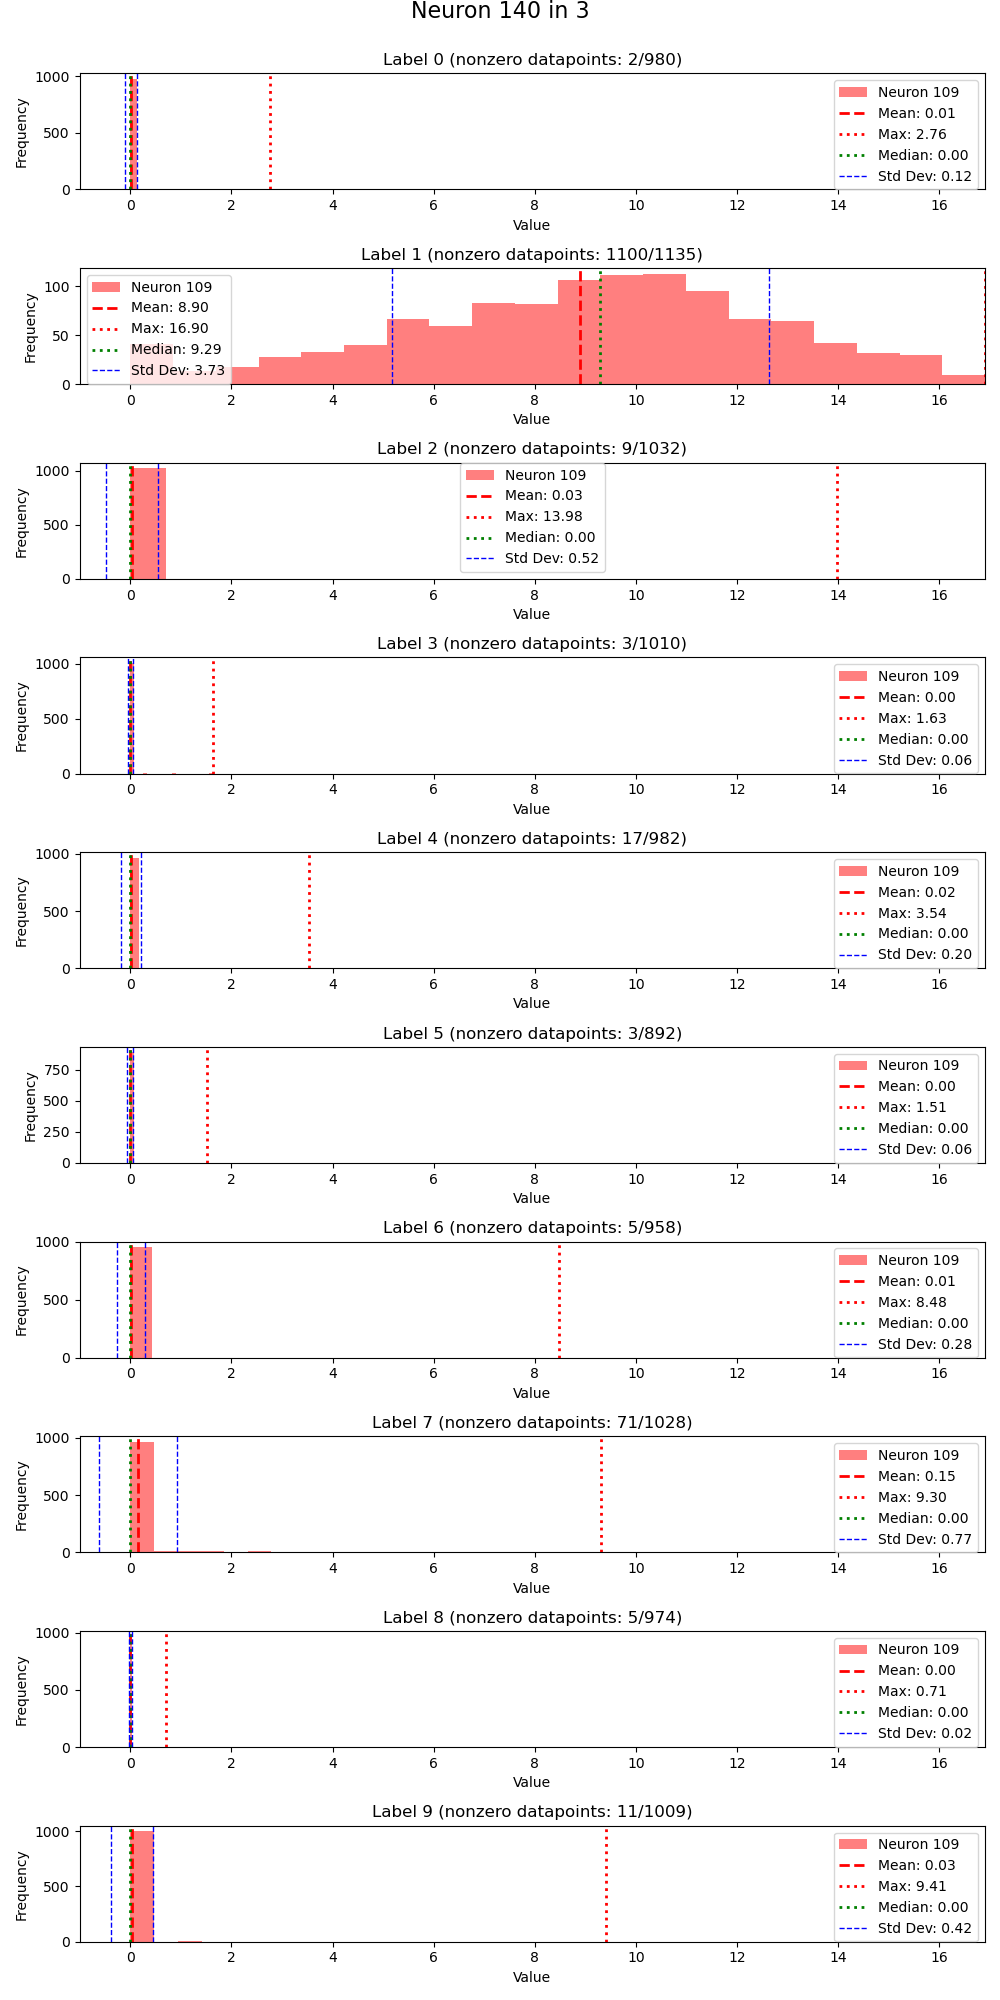 Neuron 140 in 3
Label 0 (nonzero datapoints: 2/980)
Frequency
1000
500
0
Neuron 109
Mean: 0.01
Max: 2.76
Median: 0.00
Std Dev: 0.12
0 2 4 6 8 10 12 14 16
Value
Label 1 (nonzero datapoints: 1100/1135)
Frequency
100
50
0
Neuron 109
Mean: 8.90
Max: 16.90
Median: 9.29
Std Dev: 3.73
0 2 4 6 8 10 12 14 16
Value
Label 2 (nonzero datapoints: 9/1032)
Frequency
1000
500
0
Neuron 109
Mean: 0.03
Max: 13.98
Median: 0.00
Std Dev: 0.52
0 2 4 6 8 10 12 14 16
Value
Label 3 (nonzero datapoints: 3/1010)
Frequency
1000
500
0
Neuron 109
Mean: 0.00
Max: 1.63
Median: 0.00
Std Dev: 0.06
0 2 4 6 8 10 12 14 16
Value
Label 4 (nonzero datapoints: 17/982)
Frequency
1000
500
0
Neuron 109
Mean: 0.02
Max: 3.54
Median: 0.00
Std Dev: 0.20
0 2 4 6 8 10 12 14 16
Value
Label 5 (nonzero datapoints: 3/892)
Frequency
750
500
250
0
Neuron 109
Mean: 0.00
Max: 1.51
Median: 0.00
Std Dev: 0.06
0 2 4 6 8 10 12 14 16
Value
Label 6 (nonzero datapoints: 5/958)
Frequency
1000
500
0
Neuron 109
Mean: 0.01
Max: 8.48
Median: 0.00
Std Dev: 0.28
0 2 4 6 8 10 12 14 16
Value
Label 7 (nonzero datapoints: 71/1028)
Frequency
1000
500
0
Neuron 109
Mean: 0.15
Max: 9.30
Median: 0.00
Std Dev: 0.77
0 2 4 6 8 10 12 14 16
Value
Label 8 (nonzero datapoints: 5/974)
Frequency
1000
500
0
Neuron 109
Mean: 0.00
Max: 0.71
Median: 0.00
Std Dev: 0.02
0 2 4 6 8 10 12 14 16
Value
Label 9 (nonzero datapoints: 11/1009)
Frequency
1000
500
0
Neuron 109
Mean: 0.03
Max: 9.41
Median: 0.00
Std Dev: 0.42
0 2 4 6 8 10 12 14 16
Value